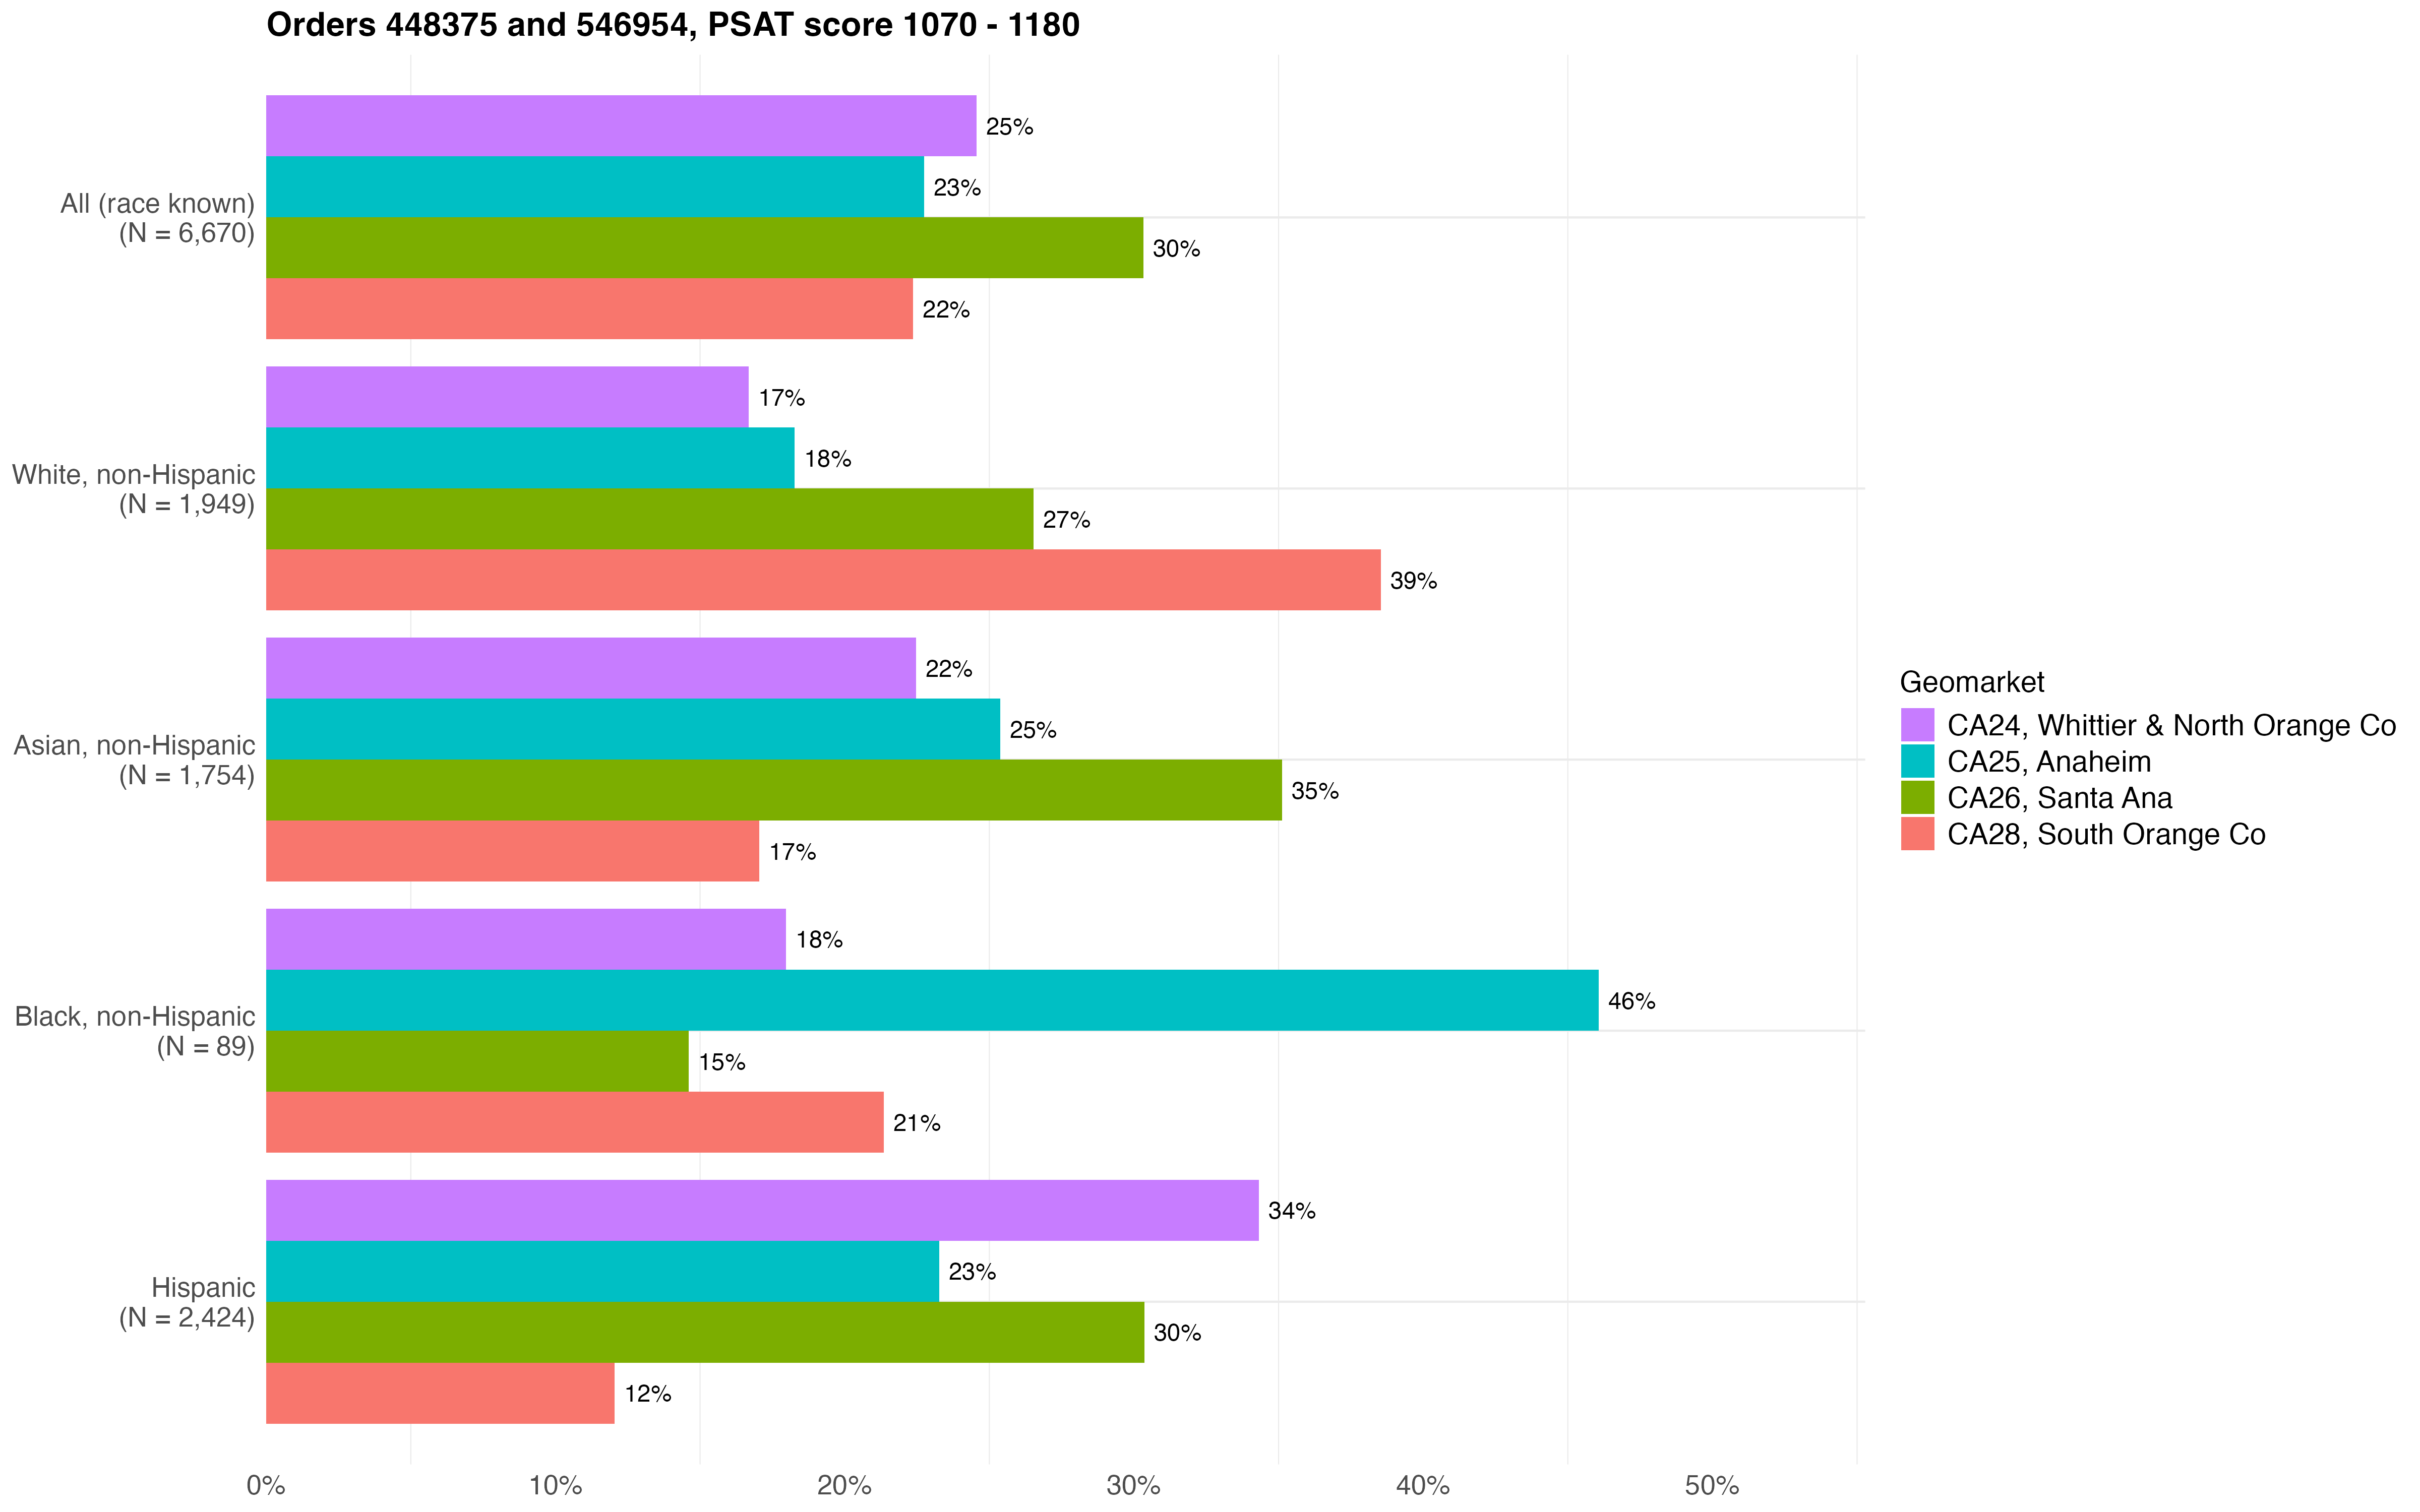 Orders 448375 and 546954, PSAT score 1070 - 1180
All (race known)
(N = 6,670)
25%
23%
30%
22%
White, non-Hispanic
(N = 1,949)
17%
18%
27%
39%
Asian, non-Hispanic
(N = 1,754)
22%
25%
35%
17%
Black, non-Hispanic
(N = 89)
18%
46%
15%
21%
Hispanic
(N = 2,424)
34%
23%
30%
12%
0%
10%
20%
30%
40%
50%
Geomarket
CA24, Whittier & North Orange Co
CA25, Anaheim
CA26, Santa Ana
CA28, South Orange Co